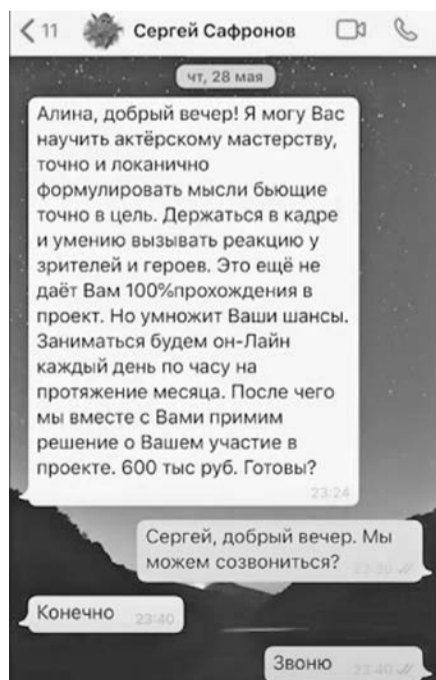 11 Сергей Сафронов
чт, 28 мая
Алина, добрый вечер! Я могу Вас
научить актёрскому мастерству,
точно и локанично
формулировать мысли бьющие
точно в цель. Держаться в кадре
и умению вызывать реакцию у
зрителей и героев. Это ещё не
даёт Вам 100%прохождения в
проект. Но умножит Ваши шансы.
Заниматься будем он-Лайн
каждый день по часу на
протяжение месяца. После чего
мы вместе с Вами примим
решение о Вашем участие в
проекте. 600 тыс руб. Готовы?
23:24
Сергей, добрый вечер. Мы
можем созвониться?
Конечно 23:40
Звоню 23:40